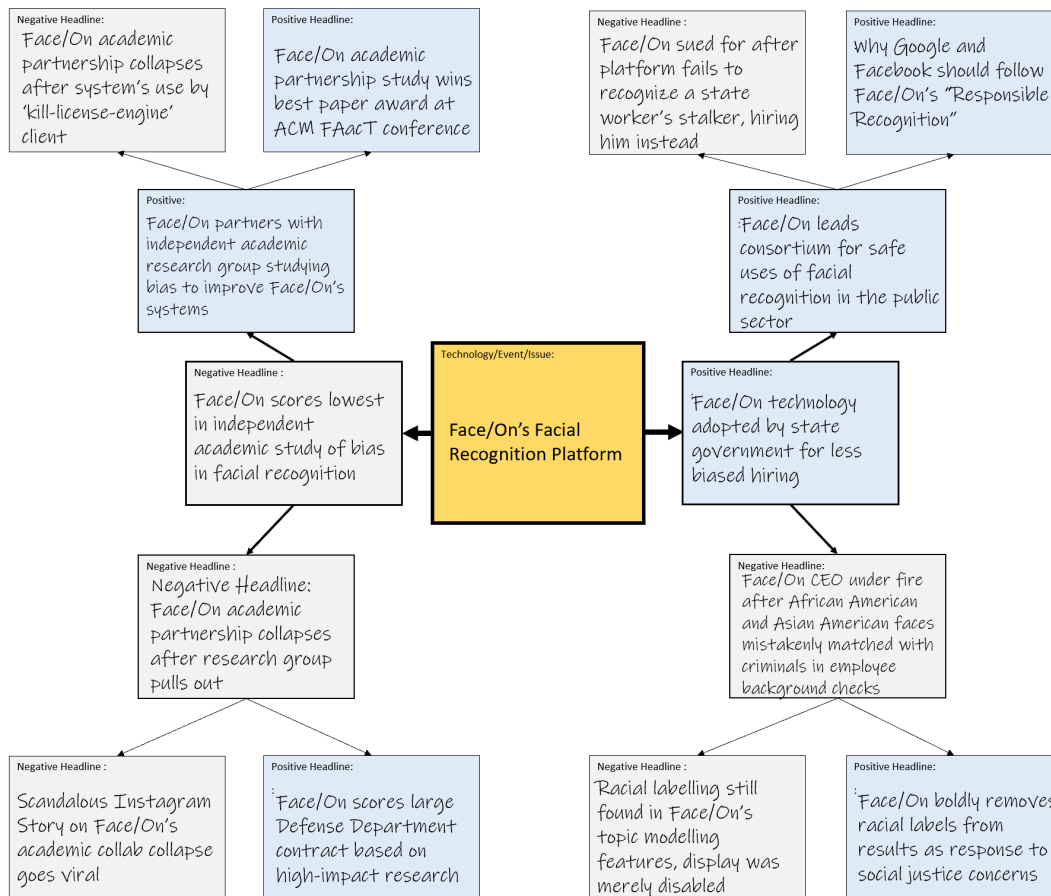 Negative Headline:
Face/On academic
partnership collapses
after system's use by
'kill-license-engine'
client
Positive Headline:
Face/On academic
partnership study wins
best paper award at
ACM FAacT conference
Negative Headline:
Face/On sued for after
platform fails to
recognize a state
worker's stalker, hiring
him instead
Positive Headline:
Why Google and
Facebook should follow
Face/On's "Responsible
Recognition"
Positive:
Face/On partners with
independent academic
research group studying
bias to improve Face/On's
systems
Positive Headline:
:Face/On leads
consortium for safe
uses of facial
recognition in the public
sector
Negative Headline :
Face/On scores lowest
in independent
academic study of bias
in facial recognition
Technology/Event/Issue:
Face/On's Facial
Recognition Platform
Positive Headline:
:Face/On technology
adopted by state
government for less
biased hiring
Negative Headline :
Negative Headline:
Face/On academic
partnership collapses
after research group
pulls out
Negative Headline:
Face/On CEO under fire
after African American
and Asian American faces
mistakenly matched with
criminals in employee
background checks
Negative Headline :
Scandalous Instagram
Story on Face/On's
academic collab collapse
goes viral
Positive Headline:
:
Face/On scores large
Defense Department
contract based on
high-impact research
Negative Headline :
:Racial labelling still
found in Face/On's
topic modelling
features, display was
merely disabled
Positive Headline:
:
Face/On boldly removes
racial labels from
results as response to
social justice concerns